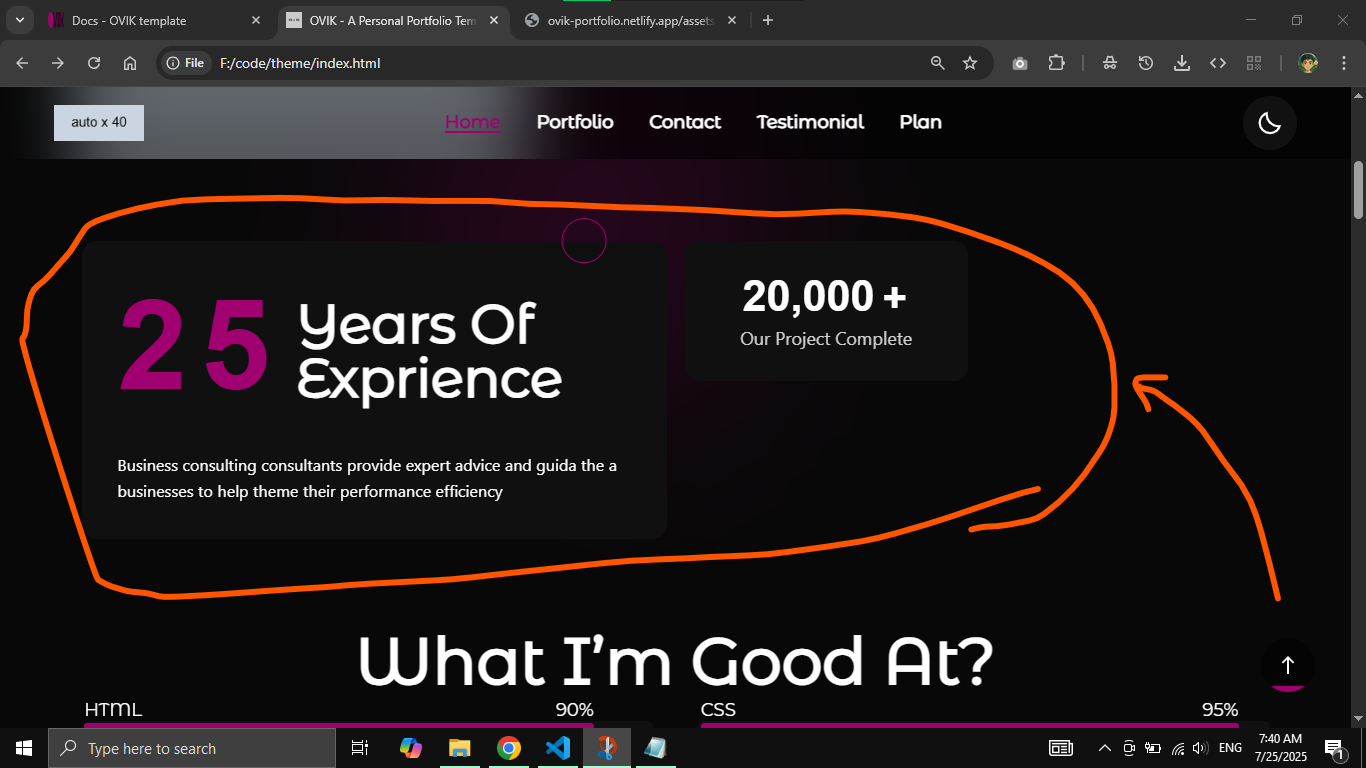 Docs - OVIK template
OVIK - A Personal Portfolio Tem
ovik-portfolio.netlify.app/assets
File
F:/code/theme/index.html
auto x 40
Home
Portfolio
Contact
Testimonial
Plan
25
Years Of
Exprience
Business consulting consultants provide expert advice and guida the a
businesses to help theme their performance efficiency
20,000 +
Our Project Complete
What I’m Good At?
HTML
90%
CSS
95%
Type here to search
ENG
7:40 AM
7/25/2025
1